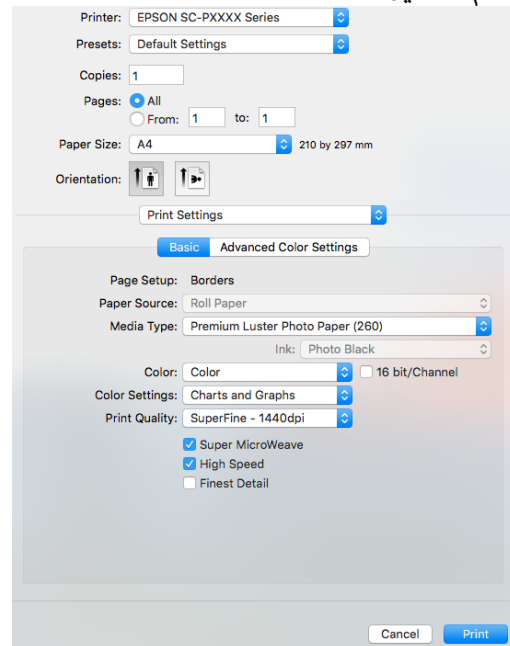 Printer: EPSON SC-PXXXX Series
Presets: Default Settings
Copies: 1
Pages: All
From: 1 to: 1
Paper Size: A4 210 by 297 mm
Orientation:
Print Settings
Basic Advanced Color Settings
Page Setup: Borders
Paper Source: Roll Paper
Media Type: Premium Luster Photo Paper (260)
Ink: Photo Black
Color: Color 16 bit/Channel
Color Settings: Charts and Graphs
Print Quality: SuperFine - 1440dpi
Super MicroWeave
High Speed
Finest Detail
Cancel Print